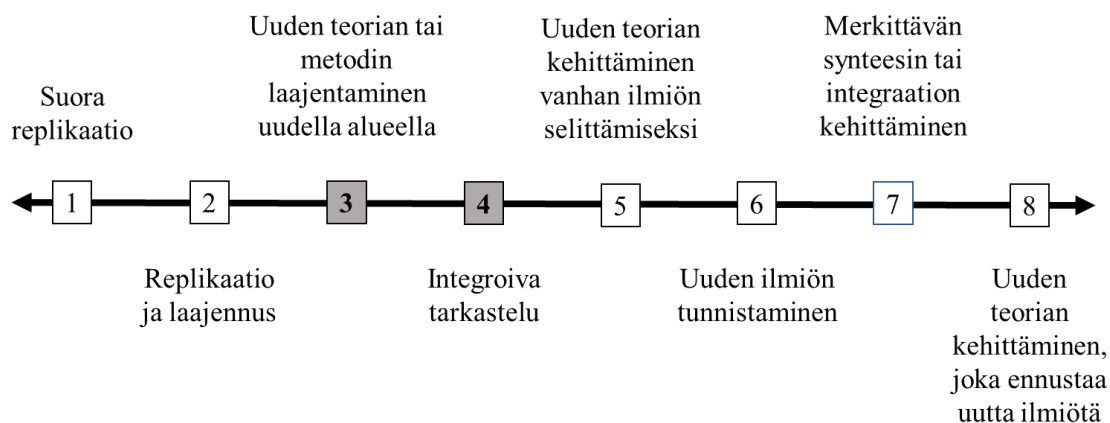 Suora
replikaatio
Uuden teorian tai
metodin
laajentaminen
uudella alueella
Uuden teorian
kehittäminen
vanhan ilmiön
selittämiseksi
Merkittävän
synteesin tai
integraation
kehittäminen
1 2 3 4 5 6 7 8
Replikaatio
ja laajennus
Integroiva
tarkastelu
Uuden ilmiön
tunnistaminen
Uuden
teorian
kehittäminen,
joka ennustaa
uutta ilmiötä